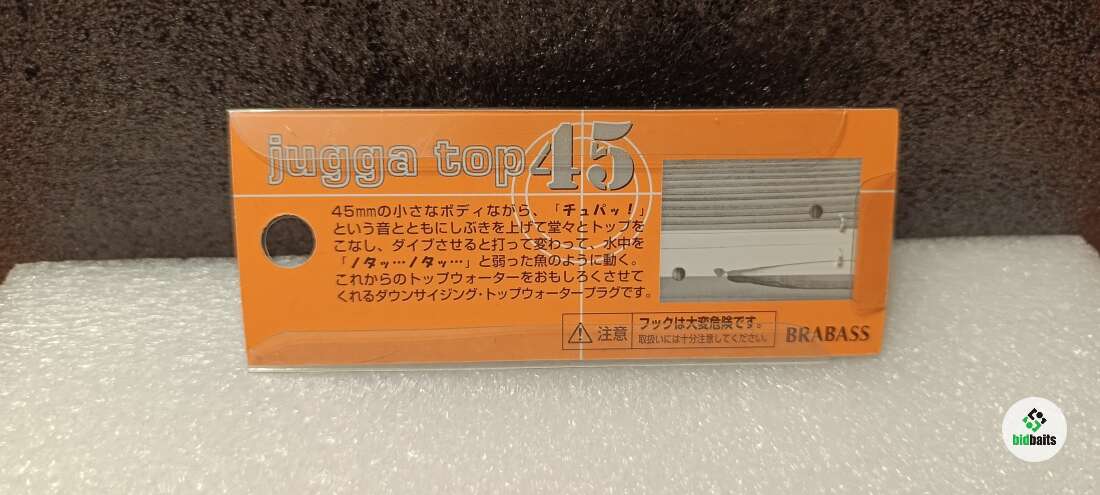 jugga top 45
45mmの小さなボディながら、「チュパッ!」
という音とともにしぶきを上げて堂々とトップを
こなし、ダイブさせると打って変わって、水中を
「ノタッ…ノタッ…」と弱った魚のように動く。
これからのトップウォーターをおもしろくさせて
くれるダウンサイジング・トップウォータープラグです。
注意
フックは大変危険です。
取扱いには十分注意してください。
BRABASS
bidbaits